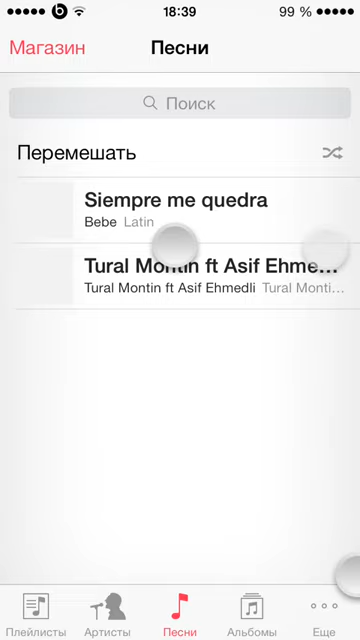 18:39
99 %
Магазин
Песни
Поиск
Перемешать
Siempre me quedra
Bebe Latin
Tural Montin ft Asif Ehme...
Tural Montin ft Asif Ehmedli Tural Monti...
Плейлисты
Артисты
Песни
Альбомы
Еще